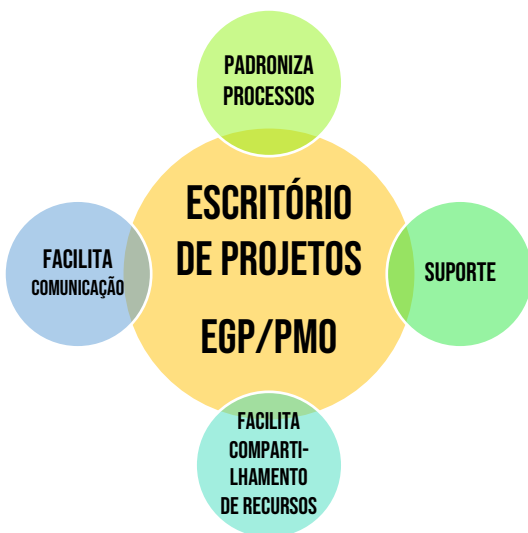 PADRONIZA
PROCESSOS
ESCRITÓRIO
DE PROJETOS
EGP/PMO
FACILITA
COMUNICAÇÃO
SUPORTE
FACILITA
COMPARTI-
LHAMENTO
DE RECURSOS